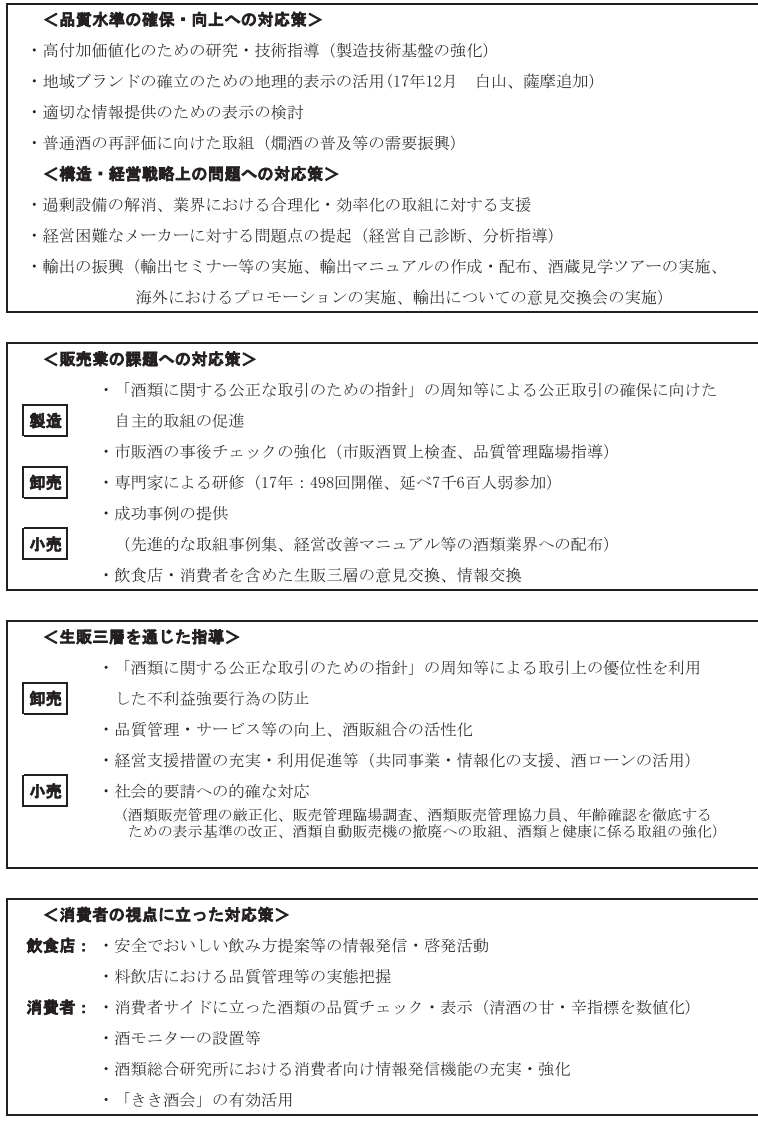 ＜品質水準の確保・向上への対応策＞
・高付加価値化のための研究・技術指導（製造技術基盤の強化）
・地域ブランドの確立のための地理的表示の活用(17年12月　白山、薩摩追加)
・適切な情報提供のための表示の検討
・普通酒の再評価に向けた取組（燗酒の普及等の需要振興）
＜構造・経営戦略上の問題への対応策＞
・過剰設備の解消、業界における合理化・効率化の取組に対する支援
・経営困難なメーカーに対する問題点の提起（経営自己診断、分析指導）
・輸出の振興（輸出セミナー等の実施、輸出マニュアルの作成・配布、酒蔵見学ツアーの実施、
海外におけるプロモーションの実施、輸出についての意見交換会の実施）
＜販売業の課題への対応策＞
・「酒類に関する公正な取引のための指針」の周知等による公正取引の確保に向けた
製造　自主的取組の促進
・市販酒の事後チェックの強化（市販酒買上検査、品質管理臨場指導）
卸売　・専門家による研修（17年：498回開催、延べ7千6百人弱参加）
・成功事例の提供
小売　（先進的な取組事例集、経営改善マニュアル等の酒類業界への配布）
・飲食店・消費者を含めた生販三層の意見交換、情報交換
＜生販三層を通じた指導＞
・「酒類に関する公正な取引のための指針」の周知等による取引上の優位性を利用
卸売　した不利益強要行為の防止
・品質管理・サービス等の向上、酒販組合の活性化
・経営支援措置の充実・利用促進等（共同事業・情報化の支援、酒ローンの活用）
小売　・社会的要請への的確な対応
（酒類販売管理の厳正化、販売管理臨場調査、酒類販売管理協力員、年齢確認を徹底する
ための表示基準の改正、酒類自動販売機の撤廃への取組、酒類と健康に係る取組の強化）
＜消費者の視点に立った対応策＞
飲食店：・安全でおいしい飲み方提案等の情報発信・啓発活動
・料飲店における品質管理等の実態把握
消費者：・消費者サイドに立った酒類の品質チェック・表示（清酒の甘・辛指標を数値化）
・酒モニターの設置等
・酒類総合研究所における消費者向け情報発信機能の充実・強化
・「きき酒会」の有効活用